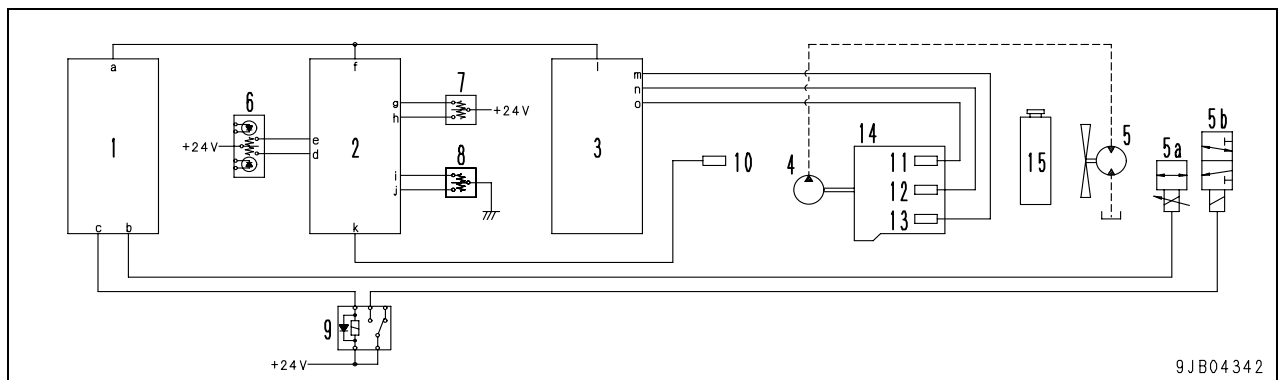 a f l
6 7 +24V
g h
1 2 3
+24V
e d
8
i j
c b k
m n o
10
4 14
11
12
13
15
5
5a
5b
9
+24V
9JB04342